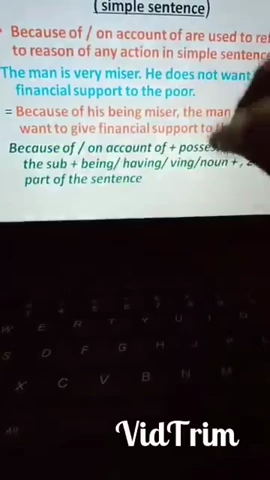 ( simple sentence)
Because of / on account of are used to ref
to reason of any action in simple sentence
The man is very miser. He does not want
financial support to the poor.
= Because of his being miser, the man
want to give financial support to
Because of / on account of + posses
the sub + being/ having/ ving/noun + ,
part of the sentence
W E R T Y U I O
S D F G H J
X C V B N M
VidTrim